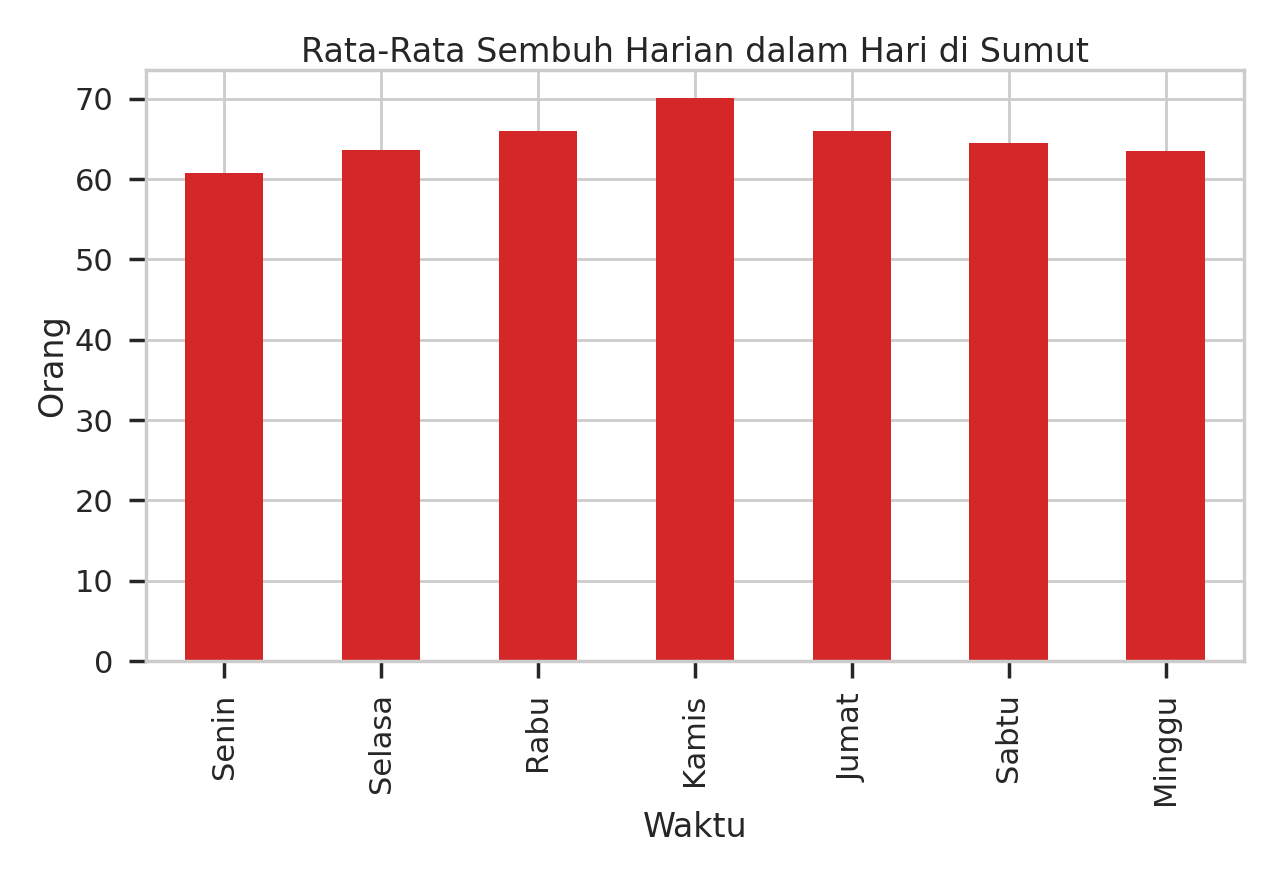 Rata-Rata Sembuh Harian dalam Hari di Sumut
Orang
70
60
50
40
30
20
10
0
Senin
Selasa
Rabu
Kamis
Jumat
Sabtu
Minggu
Waktu